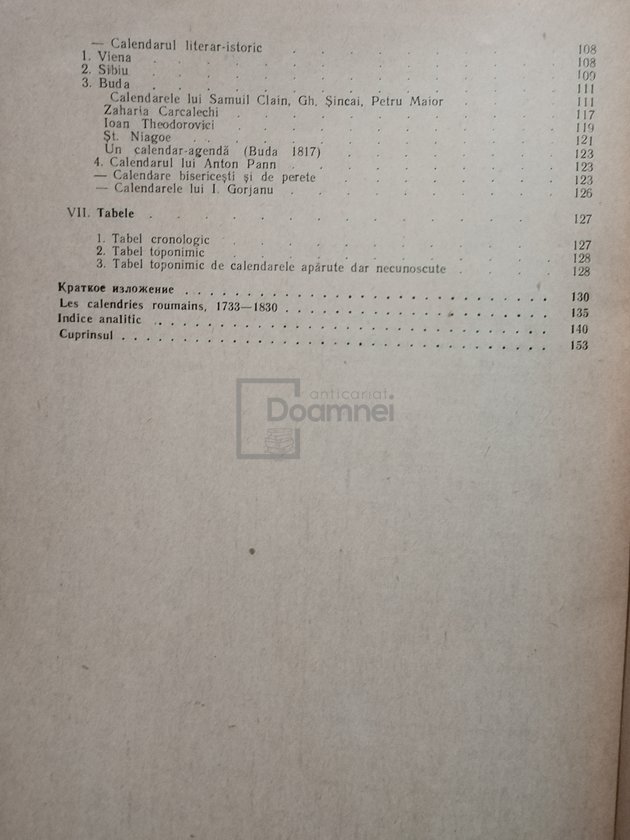 — Calendarul literar-istoric . . . . . . . . 108
1. Viena . . . . . . . . . . 108
2. Sibiu . . . . . . . . . . 109
3. Buda . . . . . . . . . . 111
Calendarele lui Samuil Clain, Gh. Şincai, Petru Maior . . . 111
Zaharia Carcalechi . . . . . . . . 117
Ioan Theodorovici . . . . . . . . 119
Şt. Niagoe . . . . . . . . 121
Un calendar-agendă (Buda 1817) . . . . . . 123
4. Calendarul lui Anton Pann . . . . . . . 123
— Calendare bisericeşti şi de perete . . . . . . 123
— Calendarele lui I. Gorjanu . . . . . . . 126
VII. Tabele . . . . . . . . . . 127
1. Tabel cronologic . . . . . . . . 127
2. Tabel toponimic . . . . . . . . 128
3. Tabel toponimic de calendarele apărute dar necunoscute . . . 128
Краткое изложение . . . . . . . . . . 130
Les calendries roumains, 1733—1830 . . . . . . . . 135
Indice analitic . . . . . . . . . . 140
Cuprinsul . . . . . . . . . . 153
anticariat
Doamnei